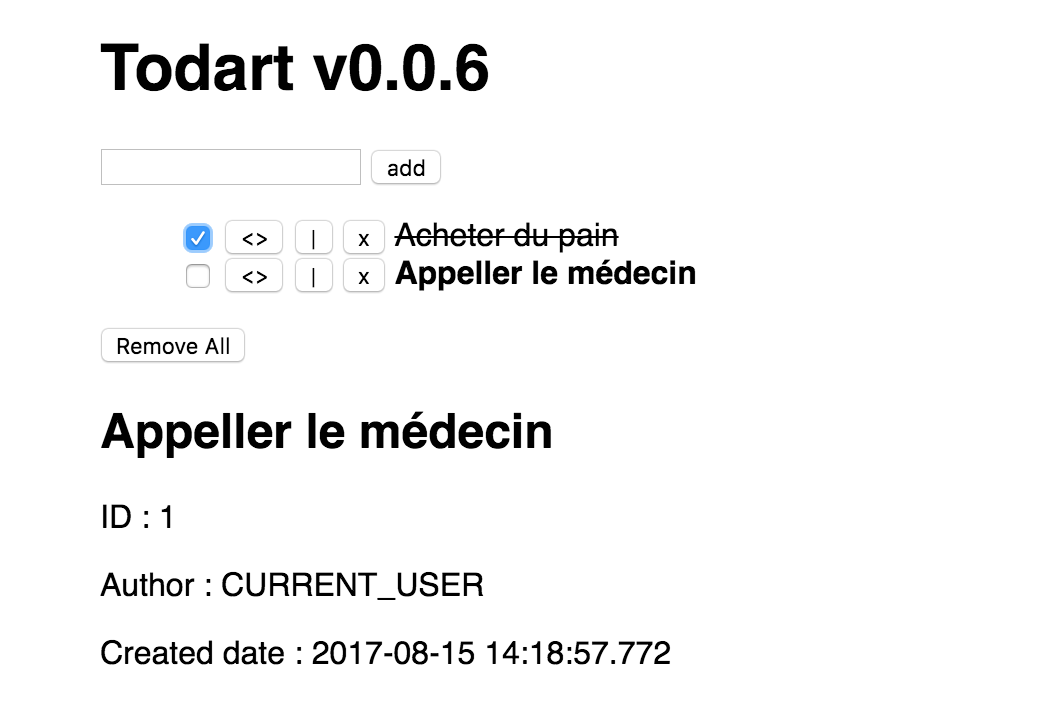 Todart v0.0.6
add
<> | x Acheter du pain
<> | x Appeller le médecin
Remove All
Appeller le médecin
ID : 1
Author : CURRENT_USER
Created date : 2017-08-15 14:18:57.772